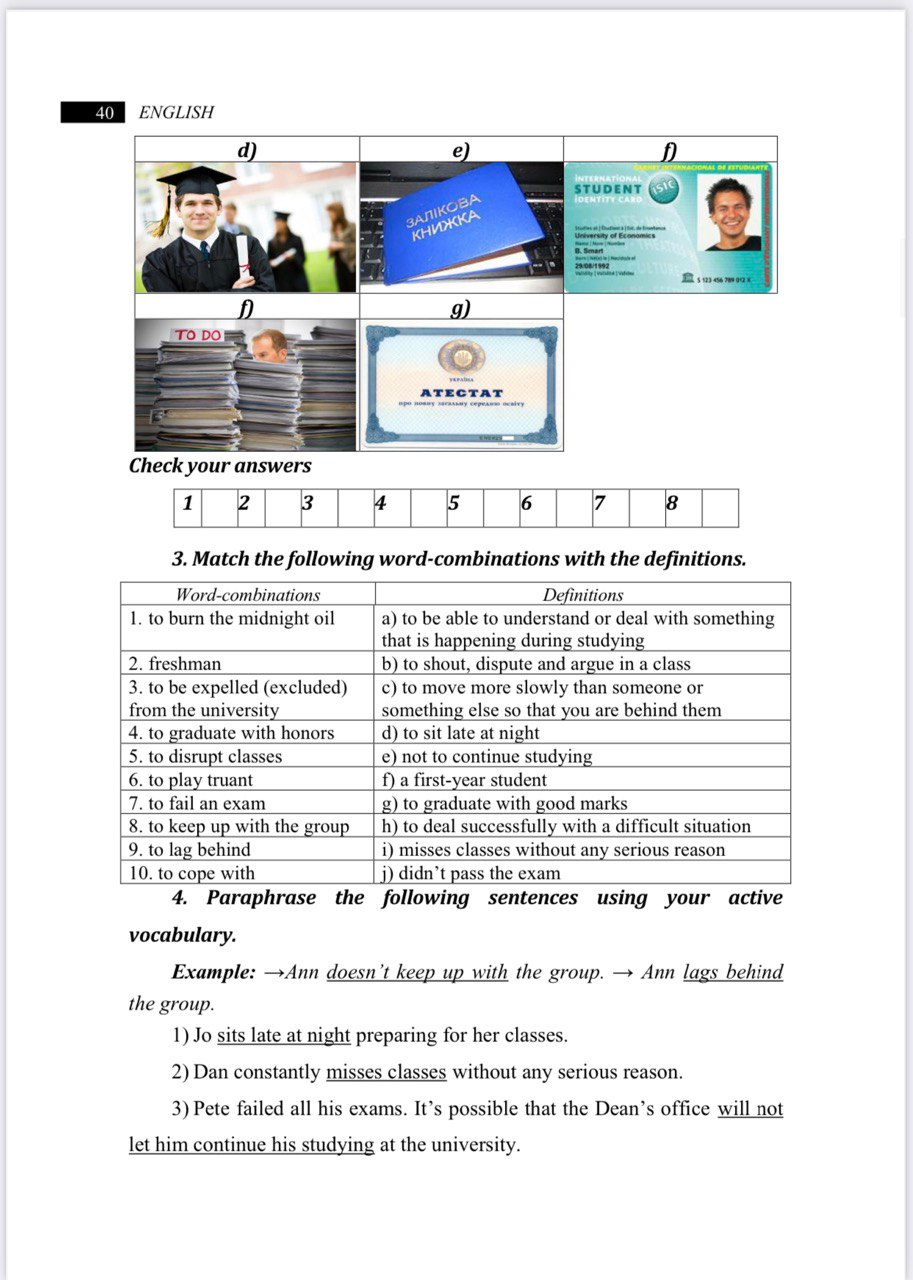 40 ENGLISH
d) e) f)
ЗАЛІКОВА
КНИЖКА
CARNET INTERNACIONAL DE ESTUDIANTE
INTERNATIONAL
STUDENT
IDENTITY CARD
ISIC
University of Economics
B. Smart
29/08/1992
S 123 456 789 012 X
f) g)
TO DO
УКРАЇНА
АТЕСТАТ
про повну загальну середню освіту
Check your answers
1 2 3 4 5 6 7 8
3. Match the following word-combinations with the definitions.
Word-combinations Definitions
1. to burn the midnight oil a) to be able to understand or deal with something
that is happening during studying
2. freshman b) to shout, dispute and argue in a class
3. to be expelled (excluded) c) to move more slowly than someone or
from the university something else so that you are behind them
4. to graduate with honors d) to sit late at night
5. to disrupt classes e) not to continue studying
6. to play truant f) a first-year student
7. to fail an exam g) to graduate with good marks
8. to keep up with the group h) to deal successfully with a difficult situation
9. to lag behind i) misses classes without any serious reason
10. to cope with j) didn't pass the exam
4. Paraphrase the following sentences using your active
vocabulary.
Example: →Ann doesn't keep up with the group. → Ann lags behind
the group.
1) Jo sits late at night preparing for her classes.
2) Dan constantly misses classes without any serious reason.
3) Pete failed all his exams. It's possible that the Dean's office will not
let him continue his studying at the university.